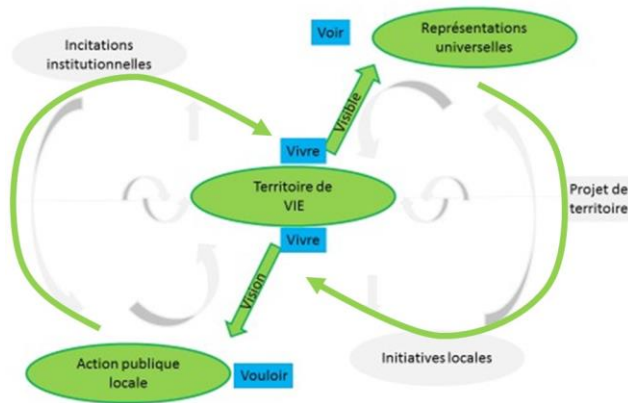 Voir
Représentations
universelles
Incitations
institutionnelles
Visible
Vivre
Territoire de
VIE
Projet de
territoire
Vivre
Vision
Initiatives locales
Action publique
locale
Vouloir